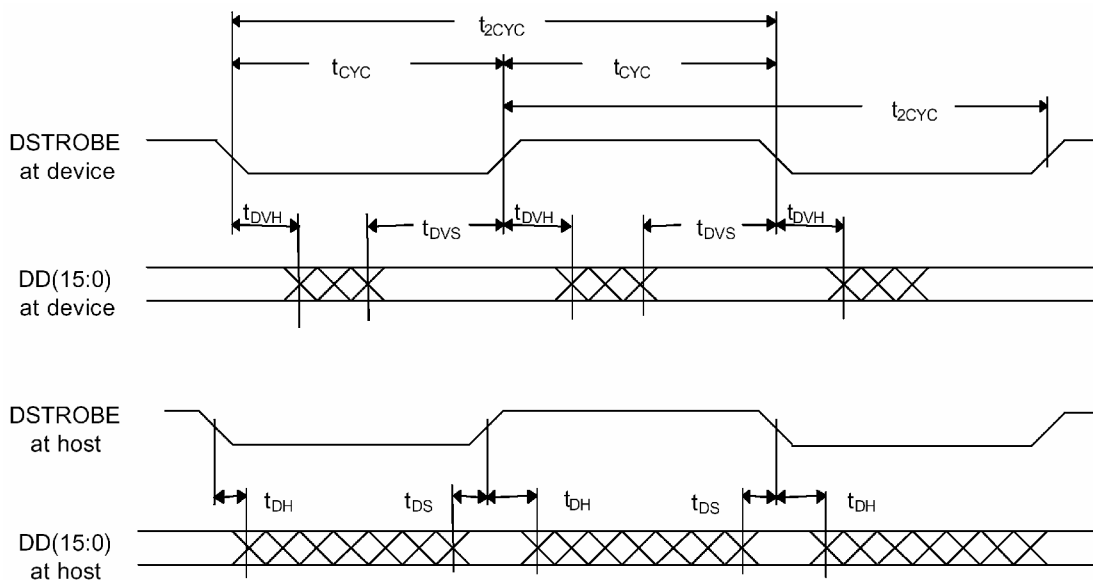 t2CYC
tCYC tCYC
t2CYC
DSTROBE
at device
tDVH tDVS tDVH tDVS tDVH
DD(15:0)
at device
DSTROBE
at host
tDH tDS tDH tDS tDH
DD(15:0)
at host